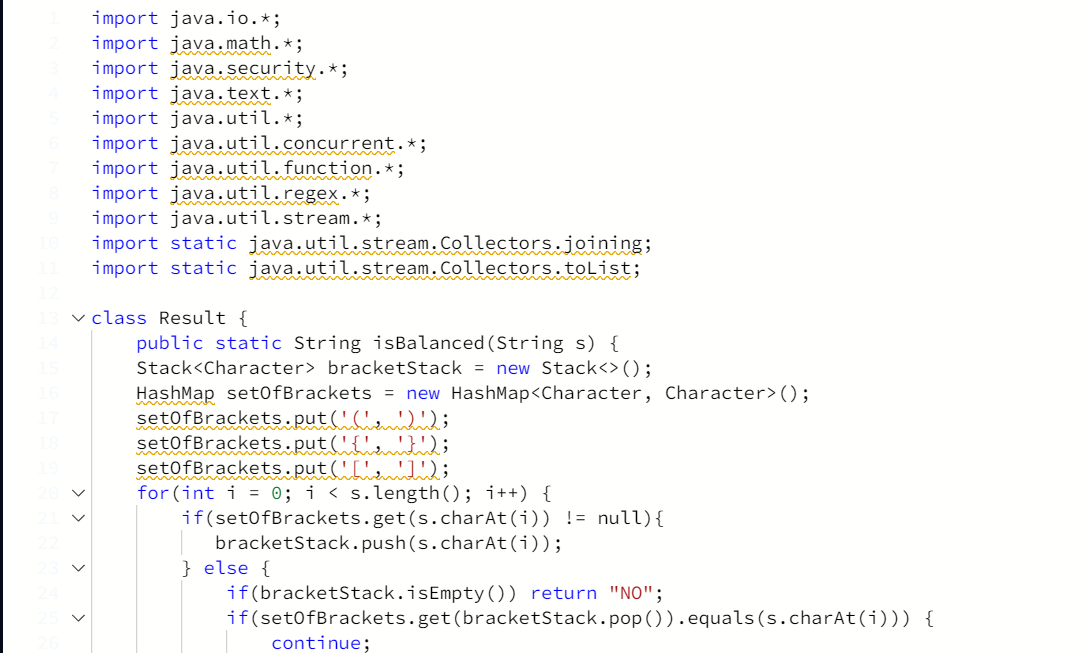 1 import java.io.*;
2 import java.math.*;
3 import java.security.*;
4 import java.text.*;
5 import java.util.*;
6 import java.util.concurrent.*;
7 import java.util.function.*;
8 import java.util.regex.*;
9 import java.util.stream.*;
10 import static java.util.stream.Collectors.joining;
11 import static java.util.stream.Collectors.toList;
12
13 class Result {
14 public static String isBalanced(String s) {
15 Stack<Character> bracketStack = new Stack<>();
16 HashMap setOfBrackets = new HashMap<Character, Character>();
17 setOfBrackets.put('(', ')');
18 setOfBrackets.put('{', '}');
19 setOfBrackets.put('[', ']');
20 for(int i = 0; i < s.length(); i++) {
21 if(setOfBrackets.get(s.charAt(i)) != null){
22 bracketStack.push(s.charAt(i));
23 } else {
24 if(bracketStack.isEmpty()) return "NO";
25 if(setOfBrackets.get(bracketStack.pop()).equals(s.charAt(i))) {
26 continue;